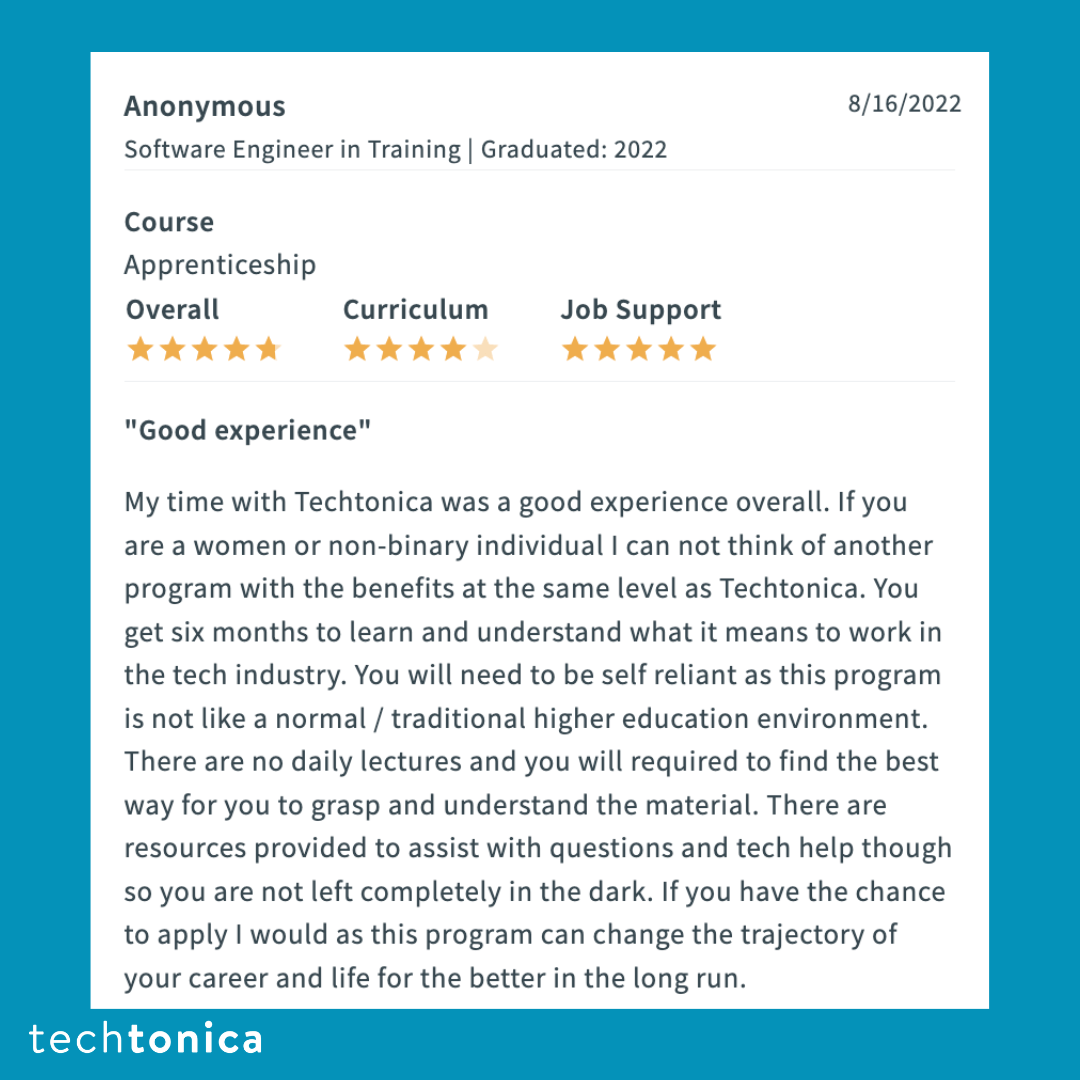 Anonymous
8/16/2022
Software Engineer in Training | Graduated: 2022
Course
Apprenticeship
Overall Curriculum Job Support
"Good experience"
My time with Techtonica was a good experience overall. If you
are a women or non-binary individual I can not think of another
program with the benefits at the same level as Techtonica. You
get six months to learn and understand what it means to work in
the tech industry. You will need to be self reliant as this program
is not like a normal / traditional higher education environment.
There are no daily lectures and you will required to find the best
way for you to grasp and understand the material. There are
resources provided to assist with questions and tech help though
so you are not left completely in the dark. If you have the chance
to apply I would as this program can change the trajectory of
your career and life for the better in the long run.
techtonica